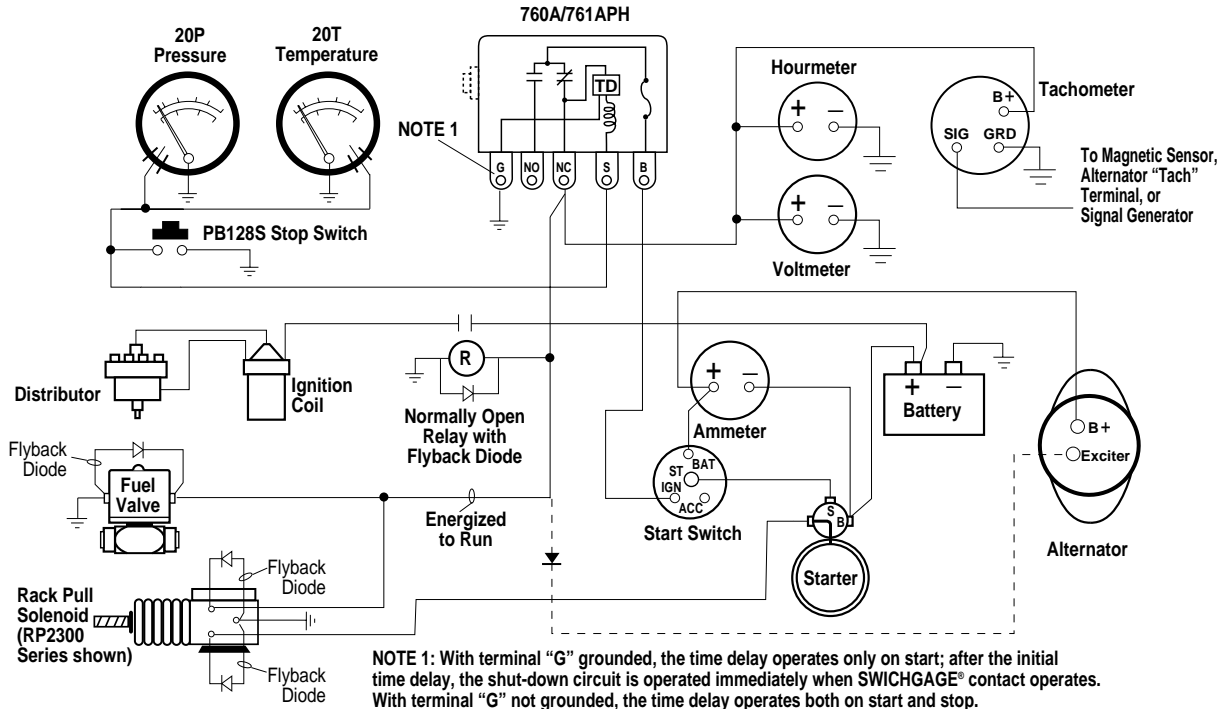 760A/761APH
20P
Pressure
20T
Temperature
TD
NOTE 1
G
NO
NC
S
B
Hourmeter
+
−
Tachometer
B+
SIG
GRD
To Magnetic Sensor,
Alternator “Tach”
Terminal, or
Signal Generator
+
−
Voltmeter
PB128S Stop Switch
Distributor
Ignition
Coil
R
Normally Open
Relay with
Flyback Diode
+
−
Ammeter
+
−
Battery
B+
Exciter
Alternator
Flyback
Diode
Fuel
Valve
Energized
to Run
BAT
ST
IGN
ACC
Start Switch
S
B
Starter
Rack Pull
Solenoid
(RP2300
Series shown)
Flyback
Diode
Flyback
Diode
NOTE 1: With terminal “G” grounded, the time delay operates only on start; after the initial
time delay, the shut-down circuit is operated immediately when SWICHGAGE® contact operates.
With terminal “G” not grounded, the time delay operates both on start and stop.